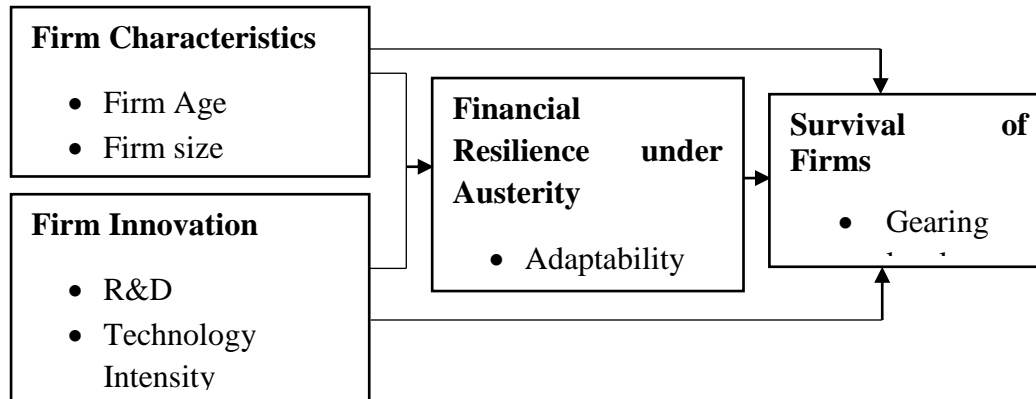 Firm Characteristics
• Firm Age
• Firm size
Firm Innovation
• R&D
• Technology
Intensity
Financial
Resilience under
Austerity
• Adaptability
Survival of
Firms
• Gearing